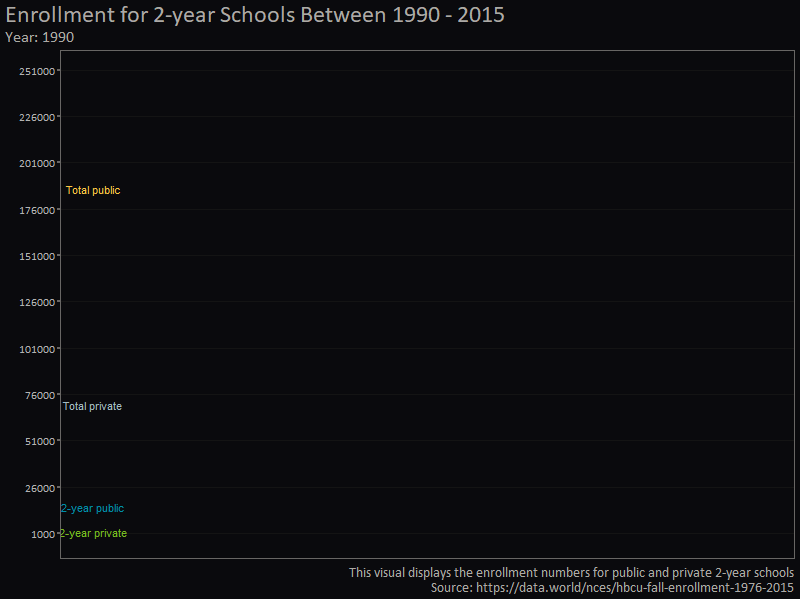 Enrollment for 2-year Schools Between 1990 - 2015
Year: 1990
251000
226000
201000
Total public
176000
151000
126000
101000
76000
Total private
51000
26000
2-year public
1000
2-year private
This visual displays the enrollment numbers for public and private 2-year schools
Source: https://data.world/nces/hbcu-fall-enrollment-1976-2015